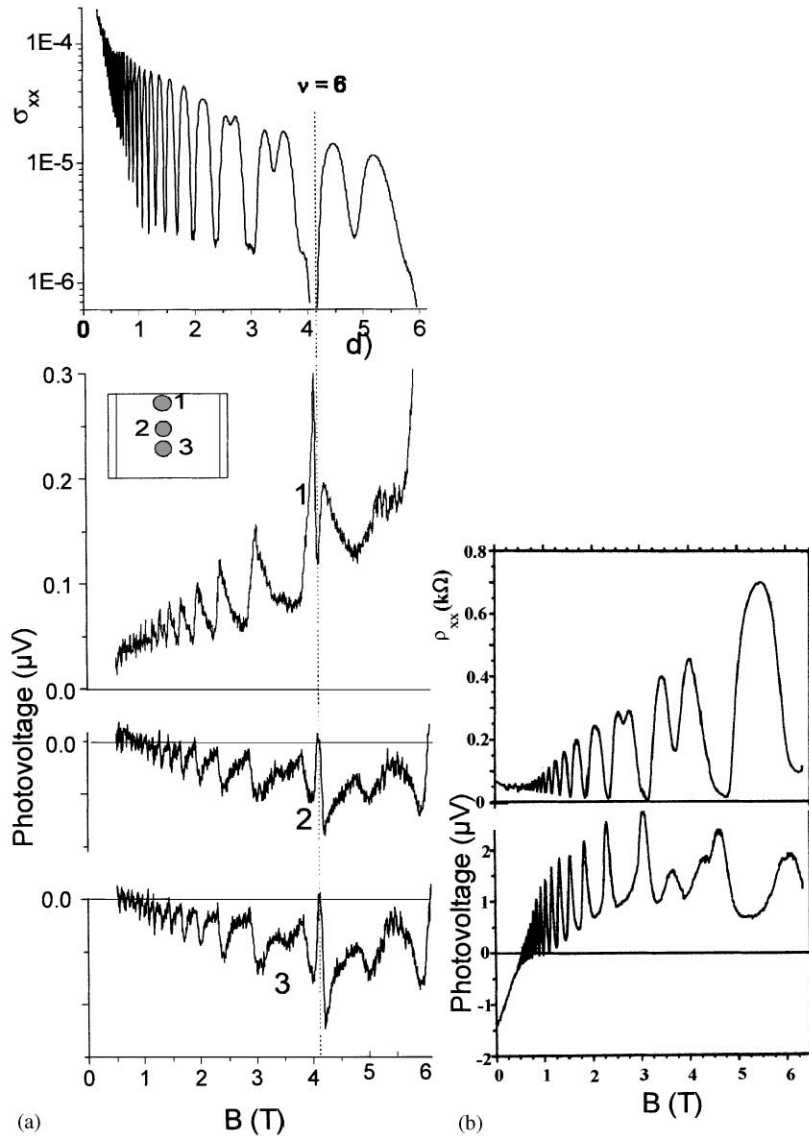 1E-4
σxx
1E-5
1E-6
ν = 6
0 1 2 3 4 5 6
d)
0.3
0.2
0.1
0.0
1
2 3
1
0.0
2
0.0
3
Photovoltage (µV)
0 1 2 3 4 5 6
B (T)
(a)
0.8
0.6
0.4
0.2
0
ρxx(kΩ)
2
1
0
-1
-2
Photovoltage (µV)
0 1 2 3 4 5 6
B (T)
(b)